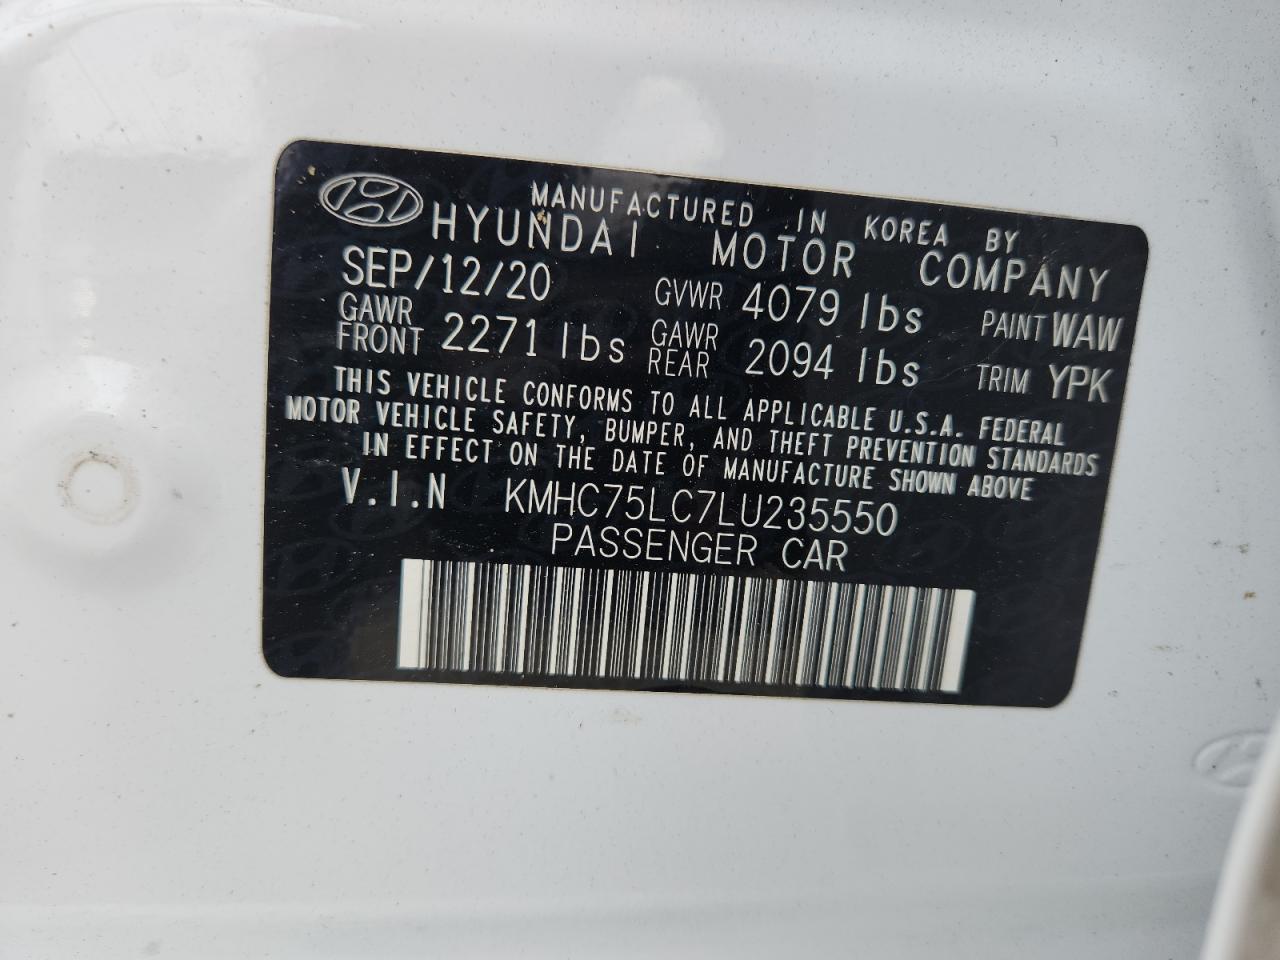 MANUFACTURED IN KOREA BY
HYUNDAI MOTOR COMPANY
SEP/12/20 GVWR 4079 lbs PAINT WAW
GAWR FRONT 2271 lbs GAWR REAR 2094 lbs TRIM YPK
THIS VEHICLE CONFORMS TO ALL APPLICABLE U.S.A. FEDERAL
MOTOR VEHICLE SAFETY, BUMPER, AND THEFT PREVENTION STANDARDS
IN EFFECT ON THE DATE OF MANUFACTURE SHOWN ABOVE
V.I.N KMHC75LC7LU235550
PASSENGER CAR